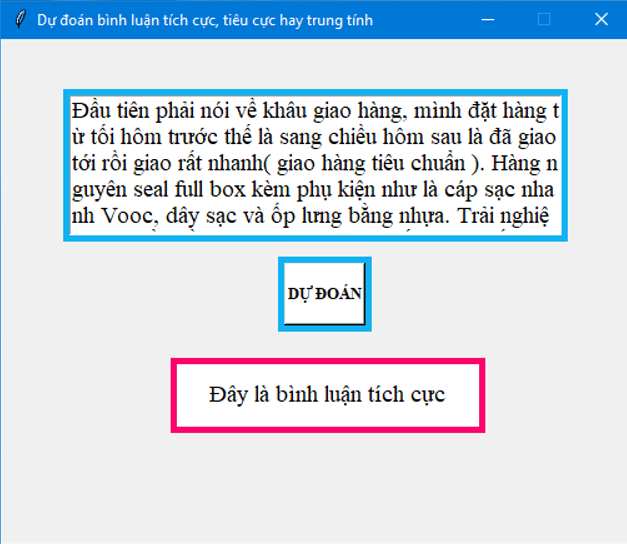 Dự đoán bình luận tích cực, tiêu cực hay trung tính
Đầu tiên phải nói về khâu giao hàng, mình đặt hàng t
ừ tối hôm trước thế là sang chiều hôm sau là đã giao
tới rồi giao rất nhanh( giao hàng tiêu chuẩn ). Hàng n
guyên seal full box kèm phụ kiện như là cáp sạc nha
nh Vooc, dây sạc và ốp lưng bằng nhựa. Trải nghiệ
DỰ ĐOÁN
Đây là bình luận tích cực